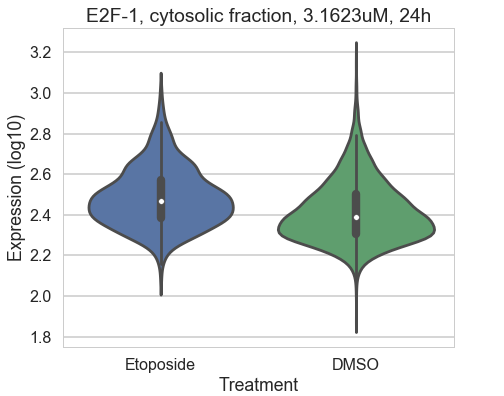 E2F-1, cytosolic fraction, 3.1623uM, 24h
Expression (log10)
3.2
3.0
2.8
2.6
2.4
2.2
2.0
1.8
Etoposide
DMSO
Treatment